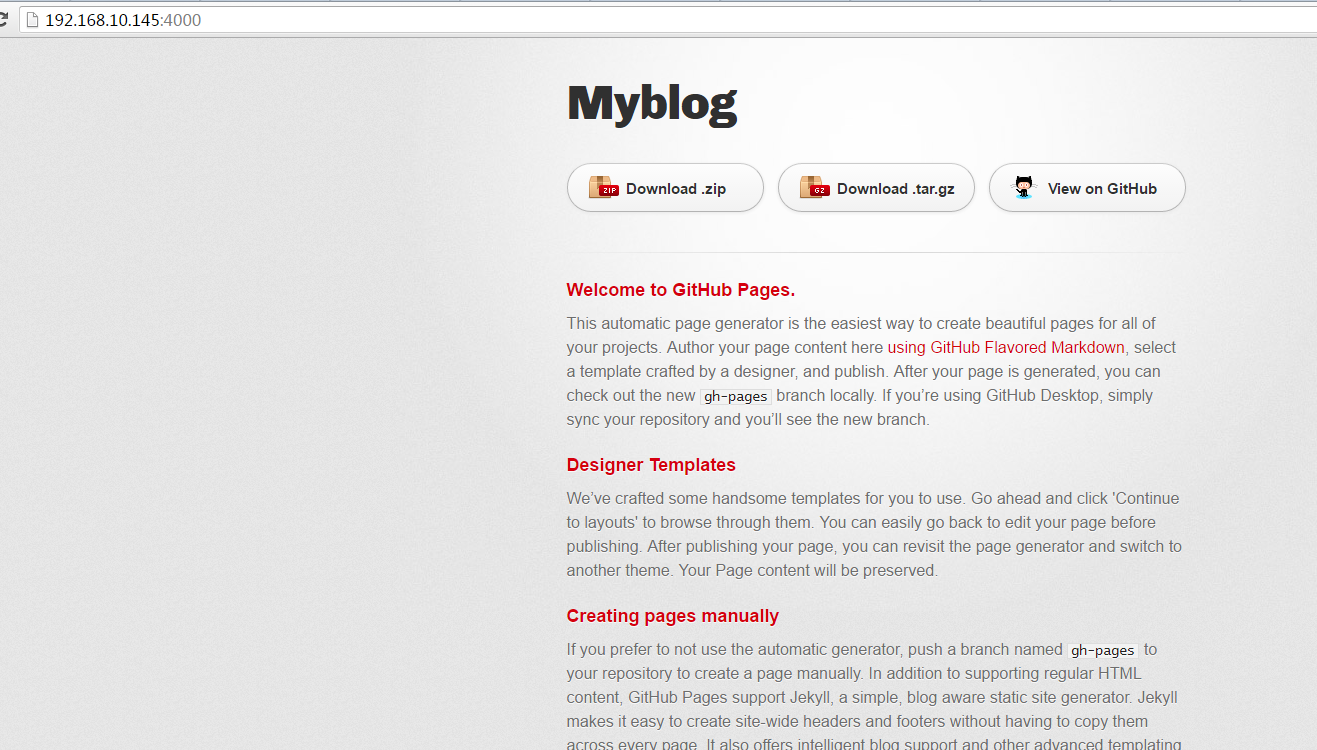 192.168.10.145:4000
Myblog
ZIP Download .zip
GZ Download .tar.gz
View on GitHub
Welcome to GitHub Pages.
This automatic page generator is the easiest way to create beautiful pages for all of
your projects. Author your page content here using GitHub Flavored Markdown, select
a template crafted by a designer, and publish. After your page is generated, you can
check out the new gh-pages branch locally. If you’re using GitHub Desktop, simply
sync your repository and you’ll see the new branch.
Designer Templates
We’ve crafted some handsome templates for you to use. Go ahead and click 'Continue
to layouts' to browse through them. You can easily go back to edit your page before
publishing. After publishing your page, you can revisit the page generator and switch to
another theme. Your Page content will be preserved.
Creating pages manually
If you prefer to not use the automatic generator, push a branch named gh-pages to
your repository to create a page manually. In addition to supporting regular HTML
content, GitHub Pages support Jekyll, a simple, blog aware static site generator. Jekyll
makes it easy to create site-wide headers and footers without having to copy them
across every page. It also offers intelligent blog support and other advanced templating